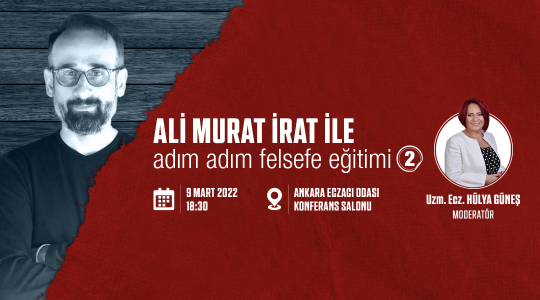 ALİ MURAT İRAT İLE
adım adım felsefe eğitimi 2
9 MART 2022
18:30
ANKARA ECZACI ODASI
KONFERANS SALONU
Uzm. Ecz. HÜLYA GÜNEŞ
MODERATÖR